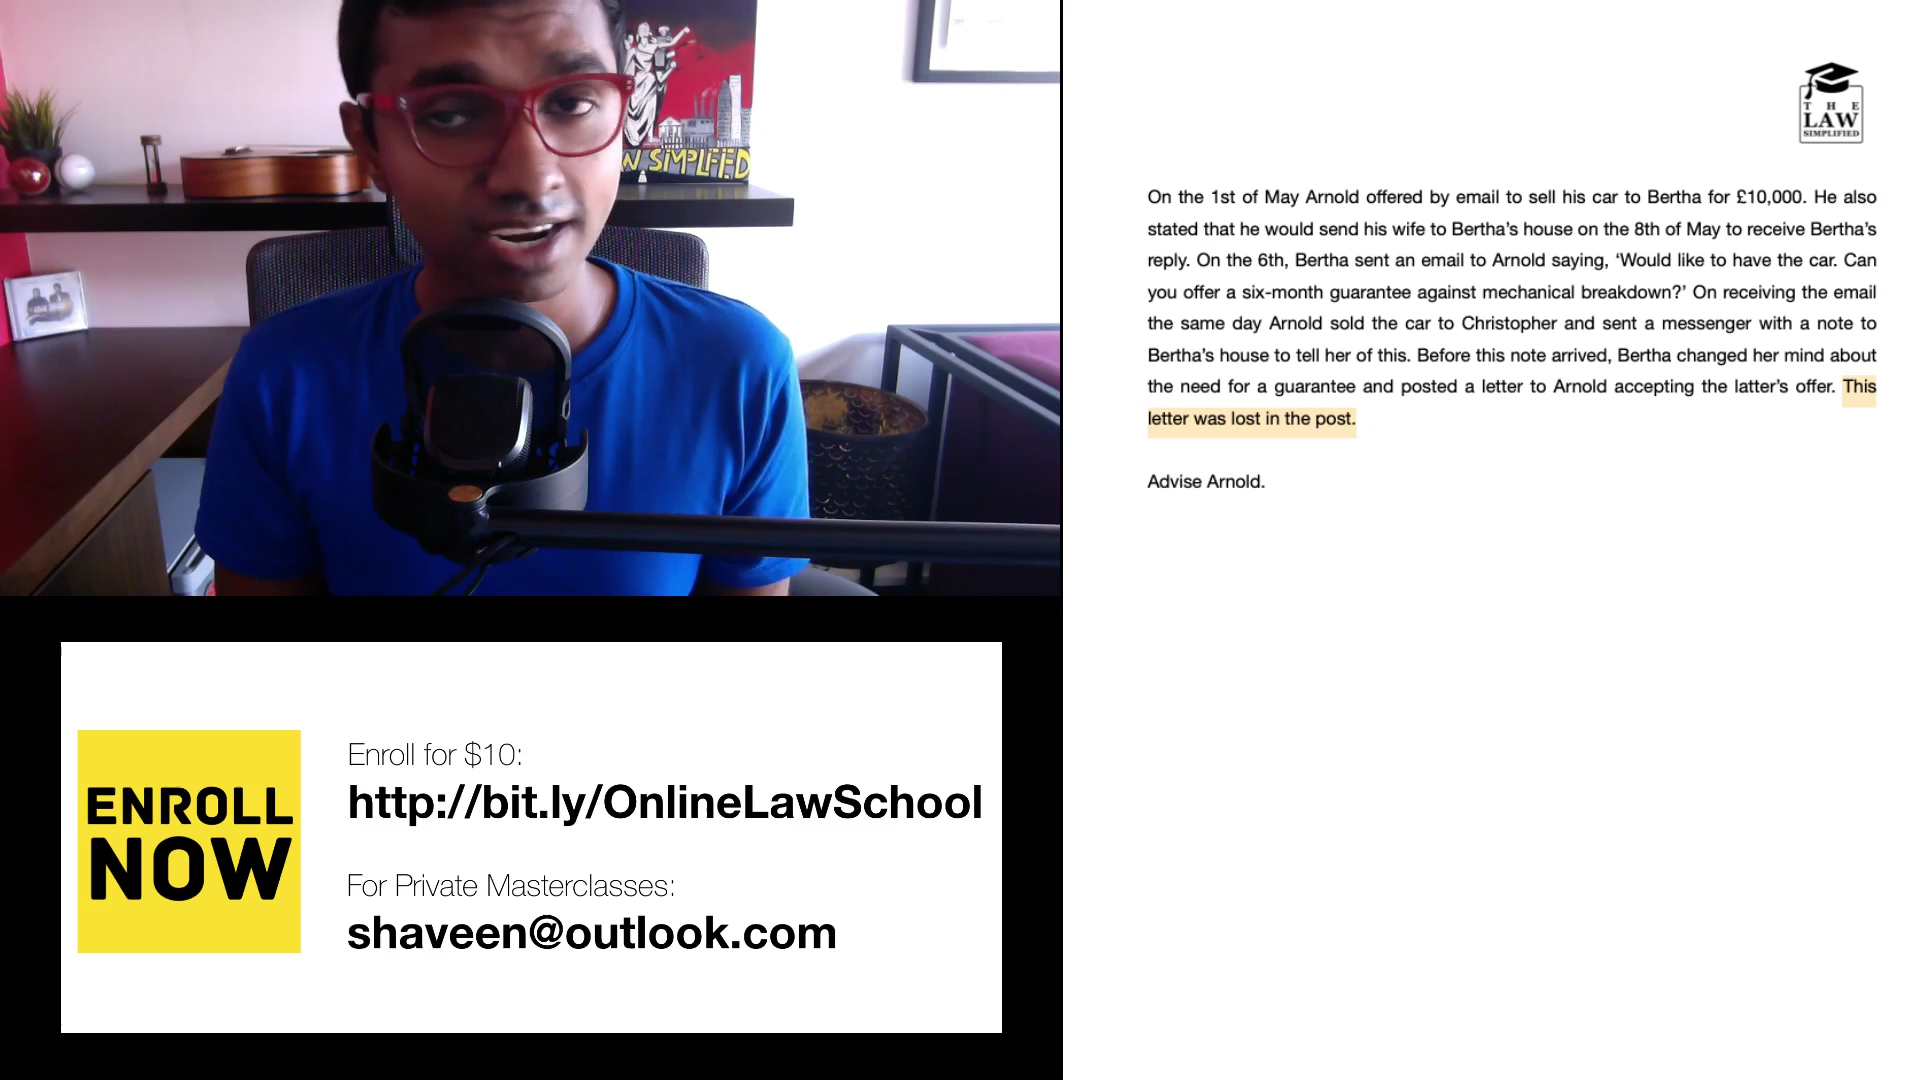 N SIMPLIFIED
THE
LAW
SIMPLIFIED
On the 1st of May Arnold offered by email to sell his car to Bertha for £10,000. He also
stated that he would send his wife to Bertha’s house on the 8th of May to receive Bertha’s
reply. On the 6th, Bertha sent an email to Arnold saying, ‘Would like to have the car. Can
you offer a six-month guarantee against mechanical breakdown?’ On receiving the email
the same day Arnold sold the car to Christopher and sent a messenger with a note to
Bertha’s house to tell her of this. Before this note arrived, Bertha changed her mind about
the need for a guarantee and posted a letter to Arnold accepting the latter’s offer. This
letter was lost in the post.
Advise Arnold.
ENROLL
NOW
Enroll for $10:
http://bit.ly/OnlineLawSchool
For Private Masterclasses:
shaveen@outlook.com